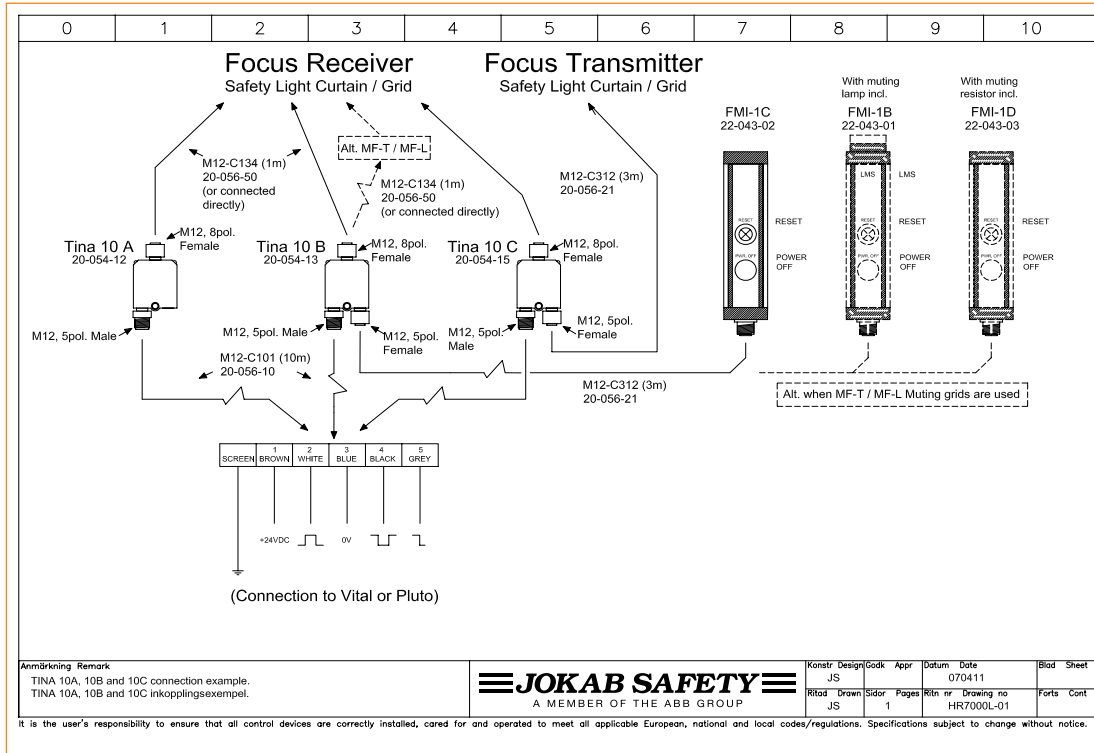 0 1 2 3 4 5 6 7 8 9 10
Focus Receiver
Safety Light Curtain / Grid
Focus Transmitter
Safety Light Curtain / Grid
With muting
lamp incl.
FMI-1B
22-043-01
With muting
resistor incl.
FMI-1D
22-043-03
FMI-1C
22-043-02
Alt. MF-T / MF-L
M12-C134 (1m)
20-056-50
(or connected
directly)
M12-C134 (1m)
20-056-50
(or connected directly)
M12-C312 (3m)
20-056-21
LMS
LMS
RESET
RESET
RESET
RESET
RESET
RESET
PWR. OFF
PWR. OFF
PWR. OFF
POWER
OFF
POWER
OFF
POWER
OFF
Tina 10 A
20-054-12
M12, 8pol.
Female
Tina 10 B
20-054-13
M12, 8pol.
Female
Tina 10 C
20-054-15
M12, 8pol.
Female
M12, 5pol. Male
M12, 5pol. Male
M12, 5pol.
Female
M12, 5pol.
Male
M12, 5pol.
Female
M12-C101 (10m)
20-056-10
M12-C312 (3m)
20-056-21
Alt. when MF-T / MF-L Muting grids are used
SCREEN
1
BROWN
2
WHITE
3
BLUE
4
BLACK
5
GREY
+24VDC
0V
(Connection to Vital or Pluto)
Anmärkning Remark
TINA 10A, 10B and 10C connection example.
TINA 10A, 10B and 10C inkopplingsexempel.
JOKAB SAFETY
A MEMBER OF THE ABB GROUP
Konstr Design
JS
Godk Appr
Datum Date
070411
Blad Sheet
Ritad Drawn
JS
Sidor Pages
1
Ritn nr Drawing no
HR7000L-01
Forts Cont
It is the user's responsibility to ensure that all control devices are correctly installed, cared for and operated to meet all applicable European, national and local codes/regulations. Specifications subject to change without notice.